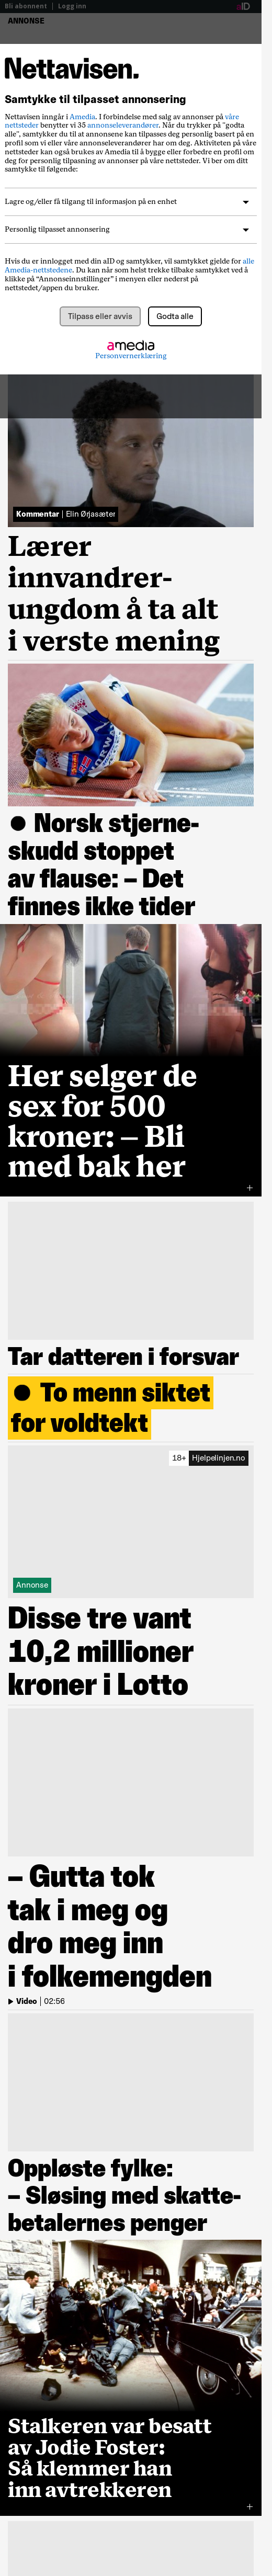 Bli abonnent | Logg inn
aID
ANNONSE
Nettavisen.
Samtykke til tilpasset annonsering
Nettavisen inngår i Amedia. I forbindelse med salg av annonser på våre
nettsteder benytter vi 35 annonseleverandører. Når du trykker på "godta
alle", samtykker du til at annonsene kan tilpasses deg personlig basert på en
profil som vi eller våre annonseleverandører har om deg. Aktiviteten på våre
nettsteder kan også brukes av Amedia til å bygge eller forbedre en profil om
deg for personlig tilpasning av annonser på våre nettsteder. Vi ber om ditt
samtykke til følgende:
Lagre og/eller få tilgang til informasjon på en enhet
Personlig tilpasset annonsering
Hvis du er innlogget med din aID og samtykker, vil samtykket gjelde for alle
Amedia-nettstedene. Du kan når som helst trekke tilbake samtykket ved å
klikke på “Annonseinnstillinger” i menyen eller nederst på
nettstedet/appen du bruker.
Tilpass eller avvis
Godta alle
amedia
Personvernerklæring
Kommentar | Elin Ørjasæter
Lærer
innvandrer-
ungdom å ta alt
i verste mening
● Norsk stjerne-
skudd stoppet
av flause: – Det
finnes ikke tider
Her selger de
sex for 500
kroner: – Bli
med bak her
+
Tar datteren i forsvar
● To menn siktet
for voldtekt
18+ Hjelpelinjen.no
Annonse
Disse tre vant
10,2 millioner
kroner i Lotto
– Gutta tok
tak i meg og
dro meg inn
i folkemengden
Video | 02:56
Oppløste fylke:
– Sløsing med skatte-
betalernes penger
Stalkeren var besatt
av Jodie Foster:
Så klemmer han
inn avtrekkeren
+